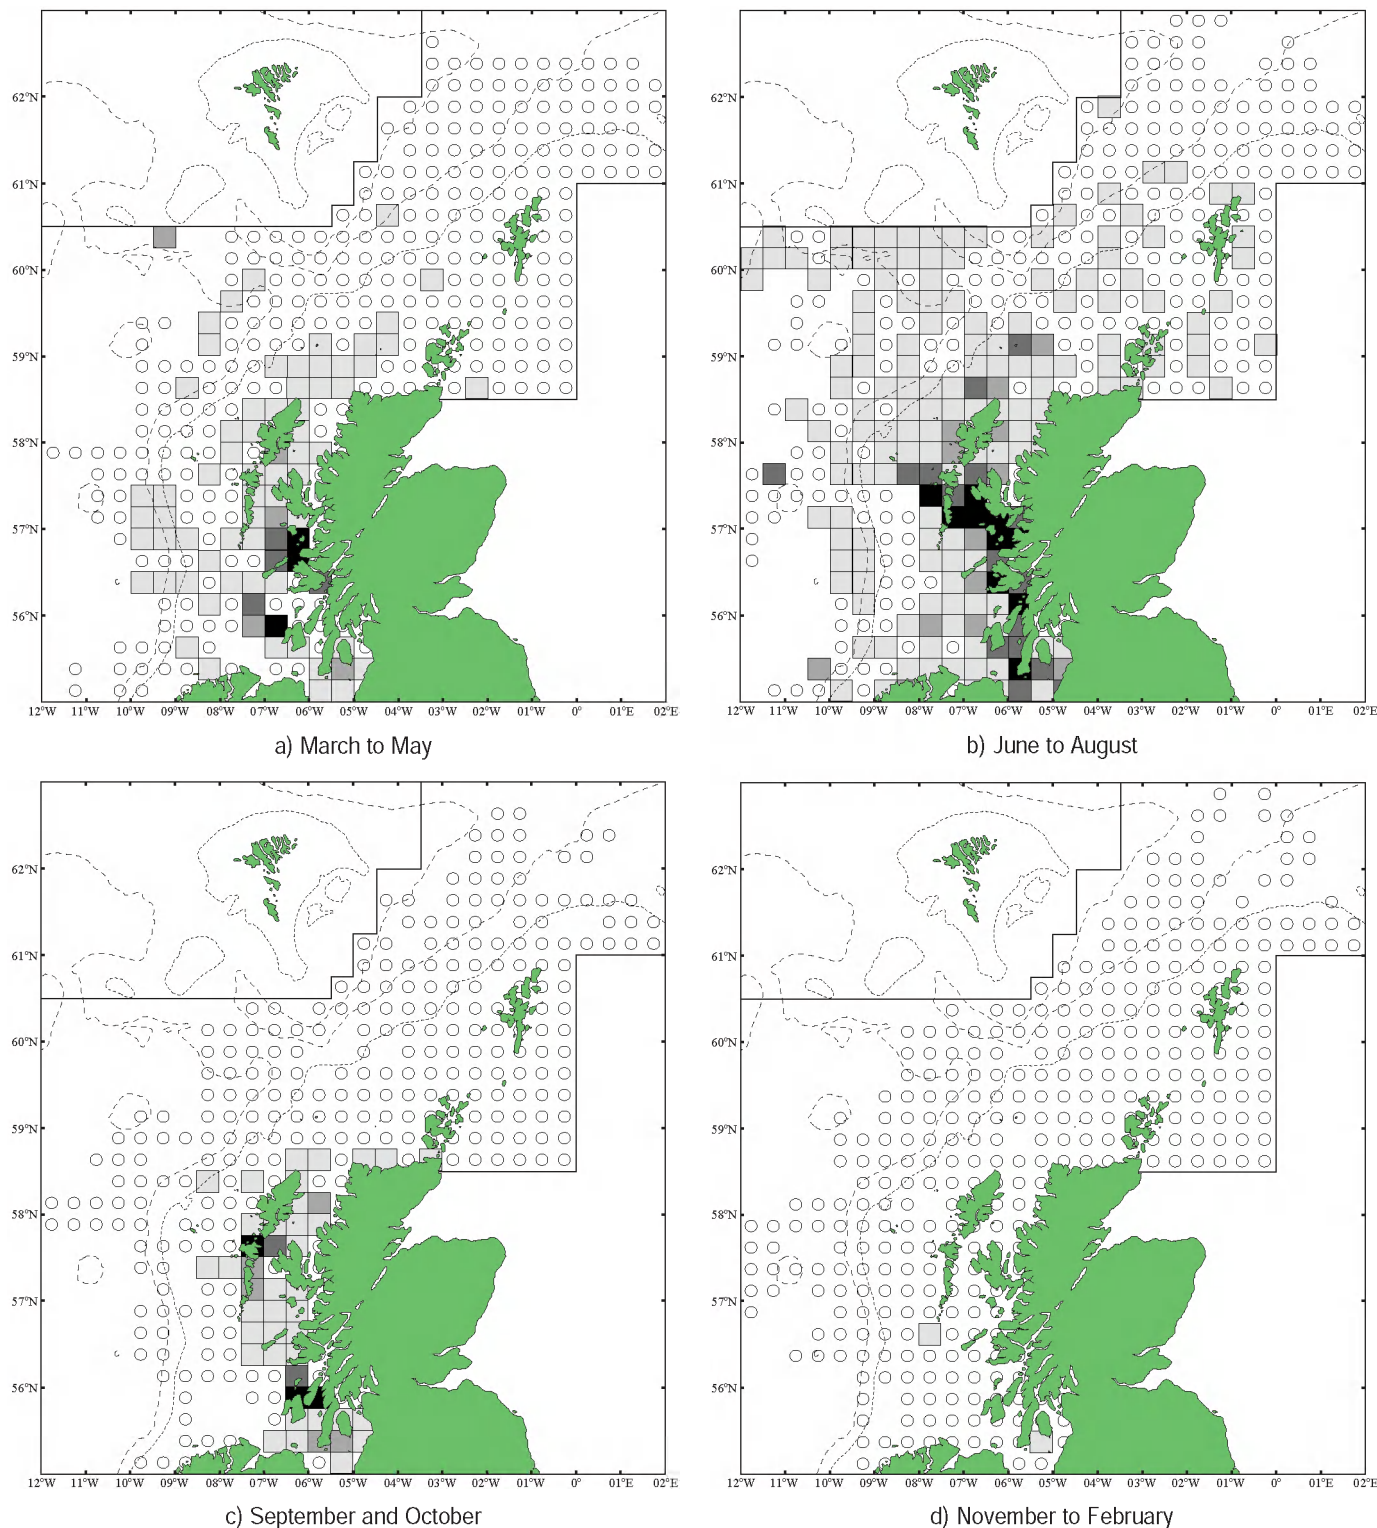 62°N 62°N
61°N 61°N
60°N 60°N
59°N 59°N
58°N 58°N
57°N 57°N
56°N 56°N
12°W 11°W 10°W 09°W 08°W 07°W 06°W 05°W 04°W 03°W 02°W 01°W 0° 01°E 02°E 12°W 11°W 10°W 09°W 08°W 07°W 06°W 05°W 04°W 03°W 02°W 01°W 0° 01°E 02°E
a) March to May b) June to August
62°N 62°N
61°N 61°N
60°N 60°N
59°N 59°N
58°N 58°N
57°N 57°N
56°N 56°N
12°W 11°W 10°W 09°W 08°W 07°W 06°W 05°W 04°W 03°W 02°W 01°W 0° 01°E 02°E 12°W 11°W 10°W 09°W 08°W 07°W 06°W 05°W 04°W 03°W 02°W 01°W 0° 01°E 02°E
c) September and October d) November to February